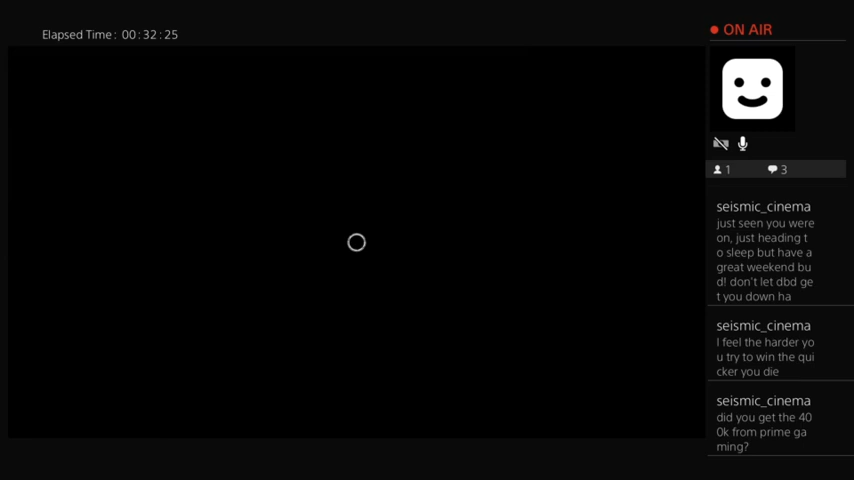 Elapsed Time: 00:32:25
ON AIR
1 3
seismic_cinema
just seen you were
on, just heading t
o sleep but have a
great weekend bu
d! don't let dbd ge
t you down ha
seismic_cinema
I feel the harder yo
u try to win the qui
cker you die
seismic_cinema
did you get the 40
0k from prime ga
ming?